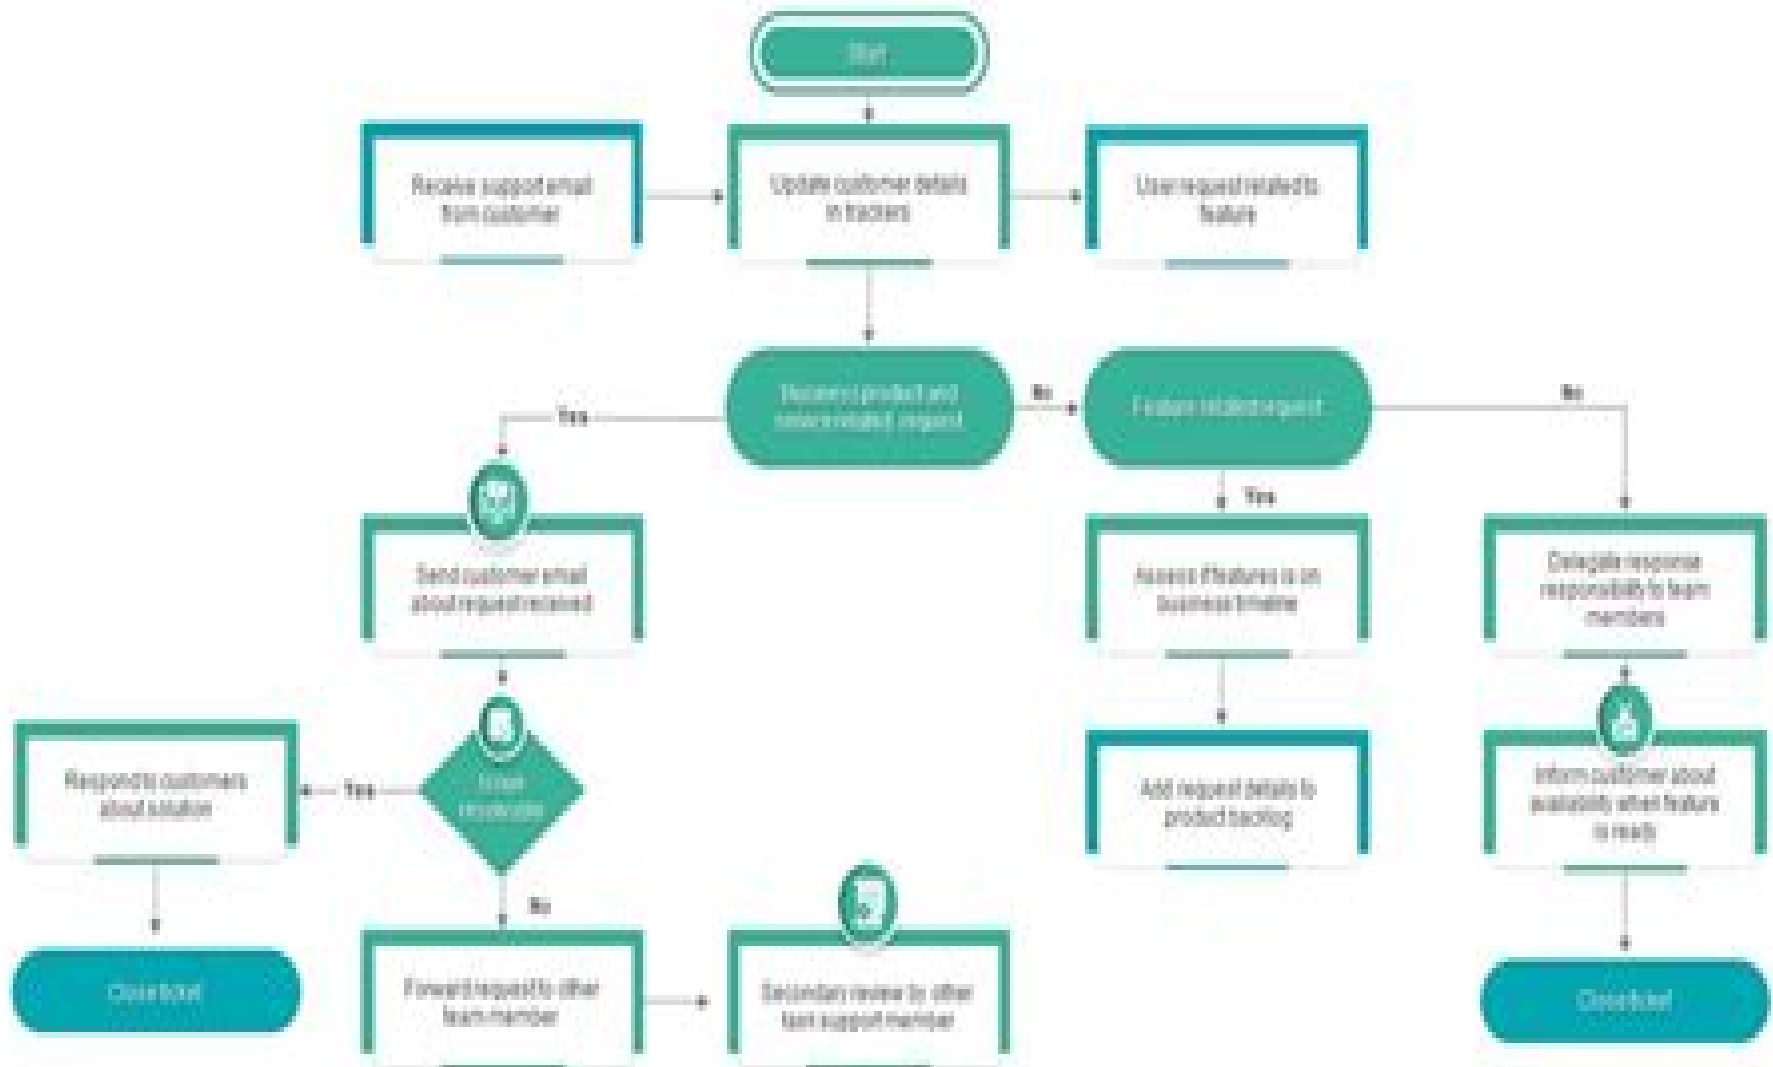 Start
Receive support email
from customer
Update customer details
in trackers
User request related to
feature
Business product and
related request
No
Feature related request
No
Yes
Yes
Send customer email
about request received
Assess if features is on
business timeline
Delegate response
responsibility to team
members
Respond to customers
about solution
Yes
Issue
Add request details to
product backlog
Inform customer about
availability when feature
is ready
No
Close ticket
Forward request to other
team member
Secondary review by other
support member
Close ticket